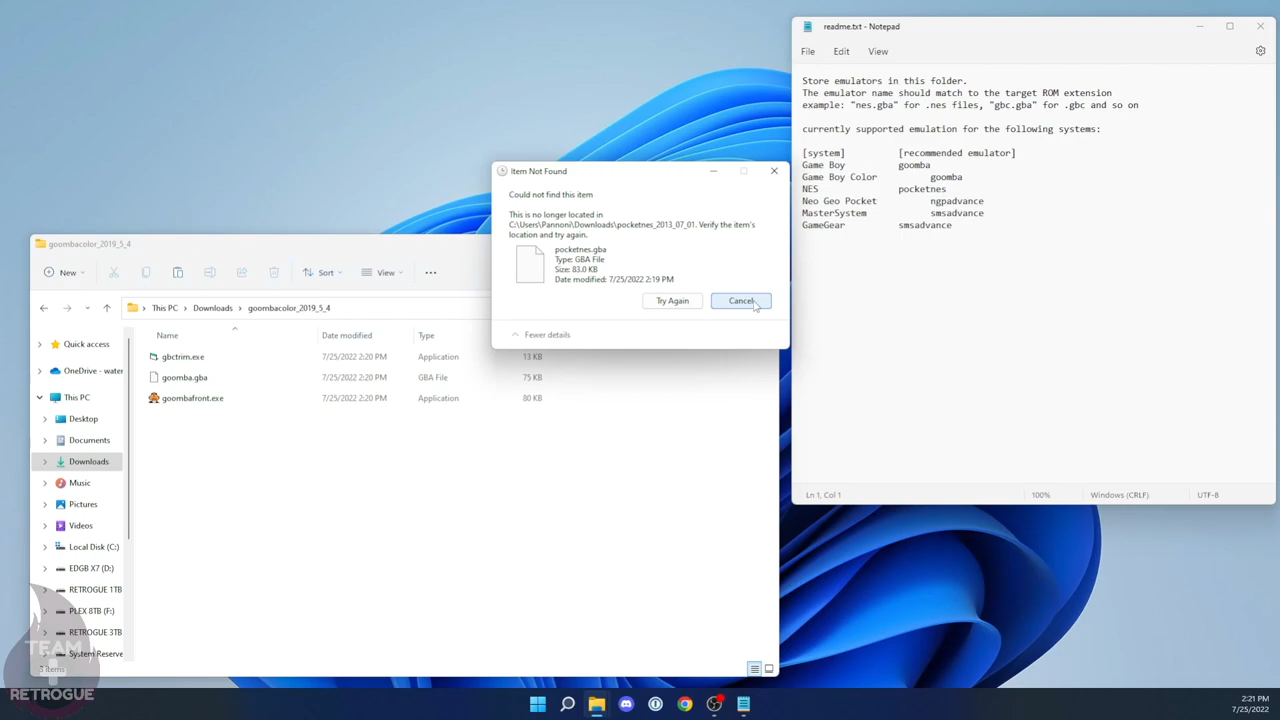 readme.txt - Notepad
File Edit View
Store emulators in this folder.
The emulator name should match to the target ROM extension
example: "nes.gba" for .nes files, "gbc.gba" for .gbc and so on
currently supported emulation for the following systems:
[system] [recommended emulator]
Game Boy goomba
Game Boy Color goomba
NES pocketnes
Neo Geo Pocket ngpadvance
MasterSystem smsadvance
GameGear smsadvance
Ln 1, Col 1 100% Windows (CRLF) UTF-8
Item Not Found
Could not find this item
This is no longer located in
C:\Users\Pannoni\Downloads\pocketnes_2013_07_01. Verify the item's
location and try again.
pocketnes.gba
Type: GBA File
Size: 83.0 KB
Date modified: 7/25/2022 2:19 PM
Try Again Cancel
Fewer details
goombacolor_2019_5_4
New Sort View
This PC Downloads goombacolor_2019_5_4
Name Date modified Type
gbctrim.exe 7/25/2022 2:20 PM Application 13 KB
goomba.gba 7/25/2022 2:20 PM GBA File 75 KB
goombafront.exe 7/25/2022 2:20 PM Application 80 KB
Quick access
OneDrive - water
This PC
Desktop
Documents
Downloads
Music
Pictures
Videos
Local Disk (C:)
EDGB X7 (D:)
RETROGUE 1TB
PLEX 8TB (F:)
RETROGUE 3TB
System Reserve
3 items
TEAM
RETROGUE
2:21 PM
7/25/2022